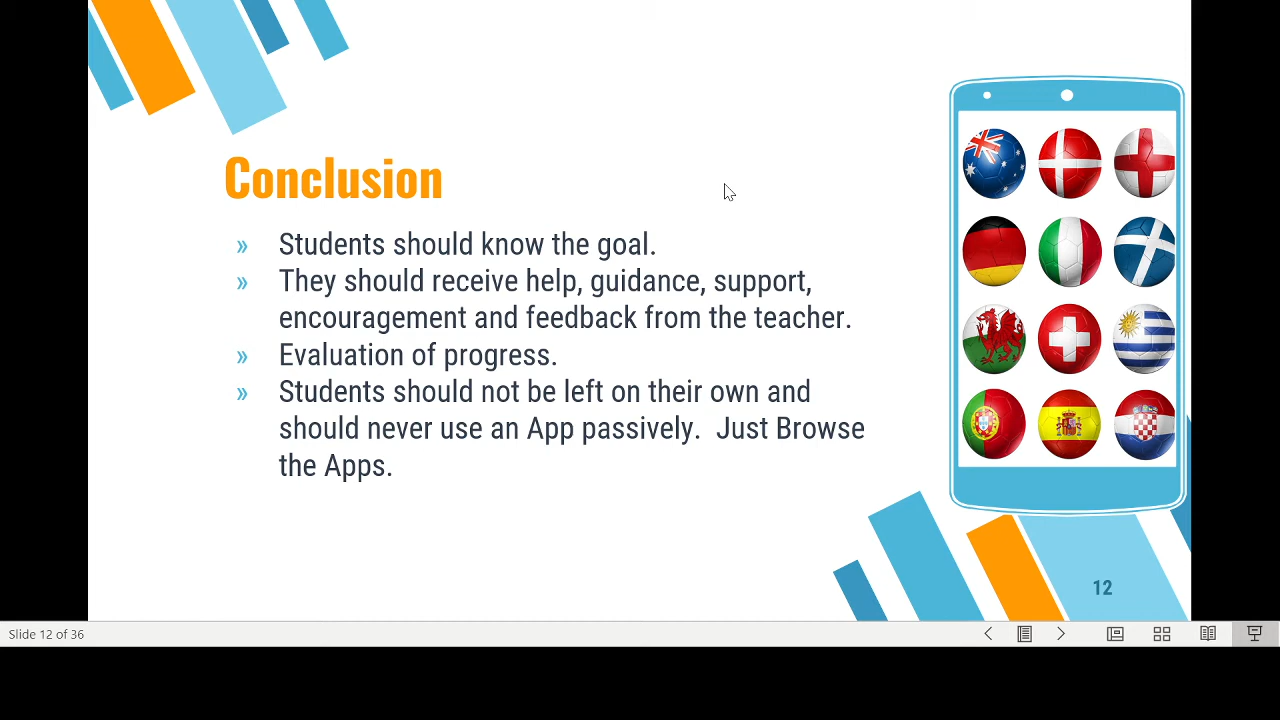 Conclusion
» Students should know the goal.
» They should receive help, guidance, support,
encouragement and feedback from the teacher.
» Evaluation of progress.
» Students should not be left on their own and
should never use an App passively.  Just Browse
the Apps.
12
Slide 12 of 36